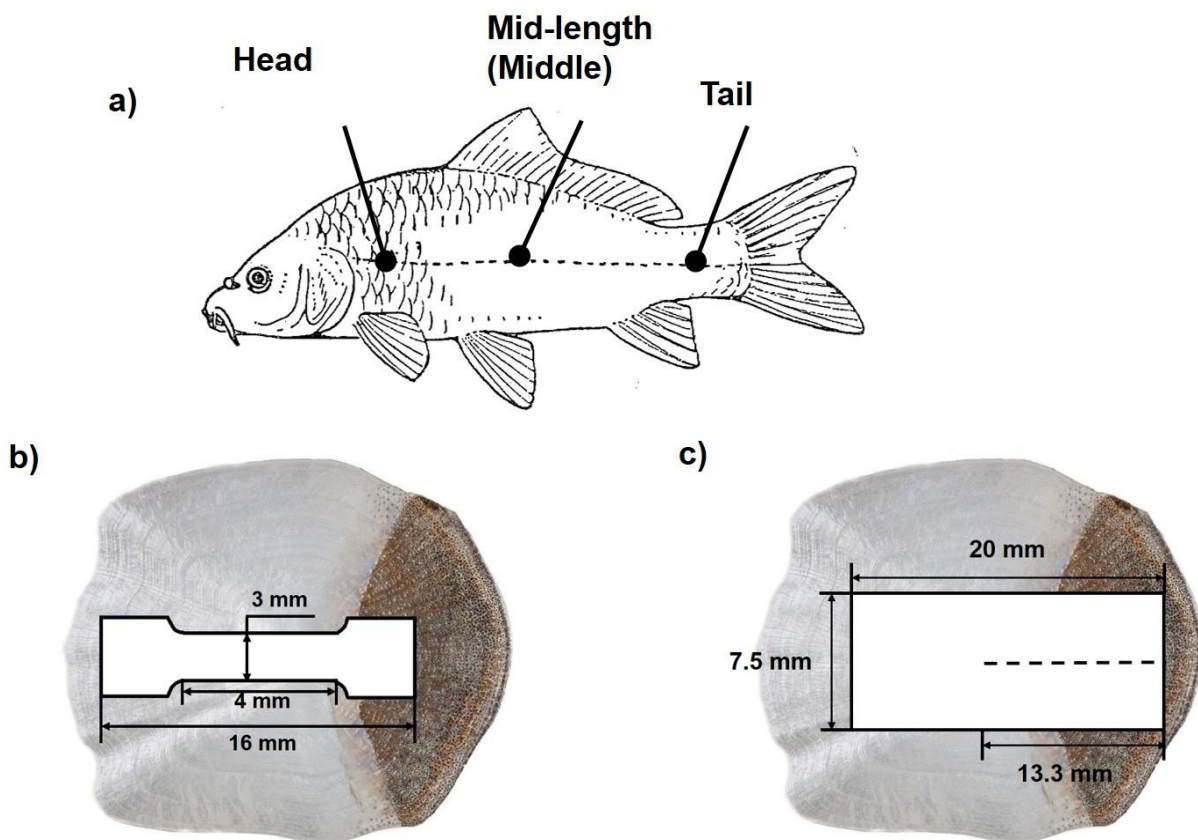 Mid-length
(Middle)
Head
Tail
a)
b)
3 mm
4 mm
16 mm
c)
20 mm
7.5 mm
13.3 mm